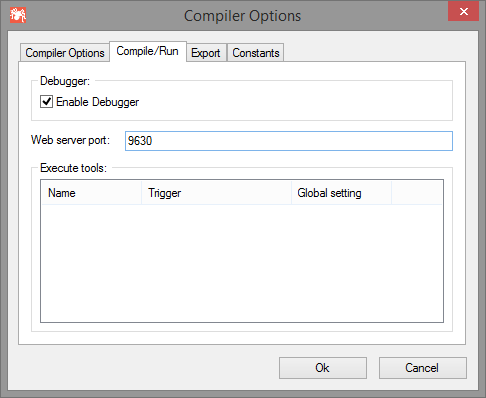 Compiler Options
Compiler Options Compile/Run Export Constants
Debugger:
Enable Debugger
Web server port: 9630
Execute tools:
Name Trigger Global setting
Ok Cancel